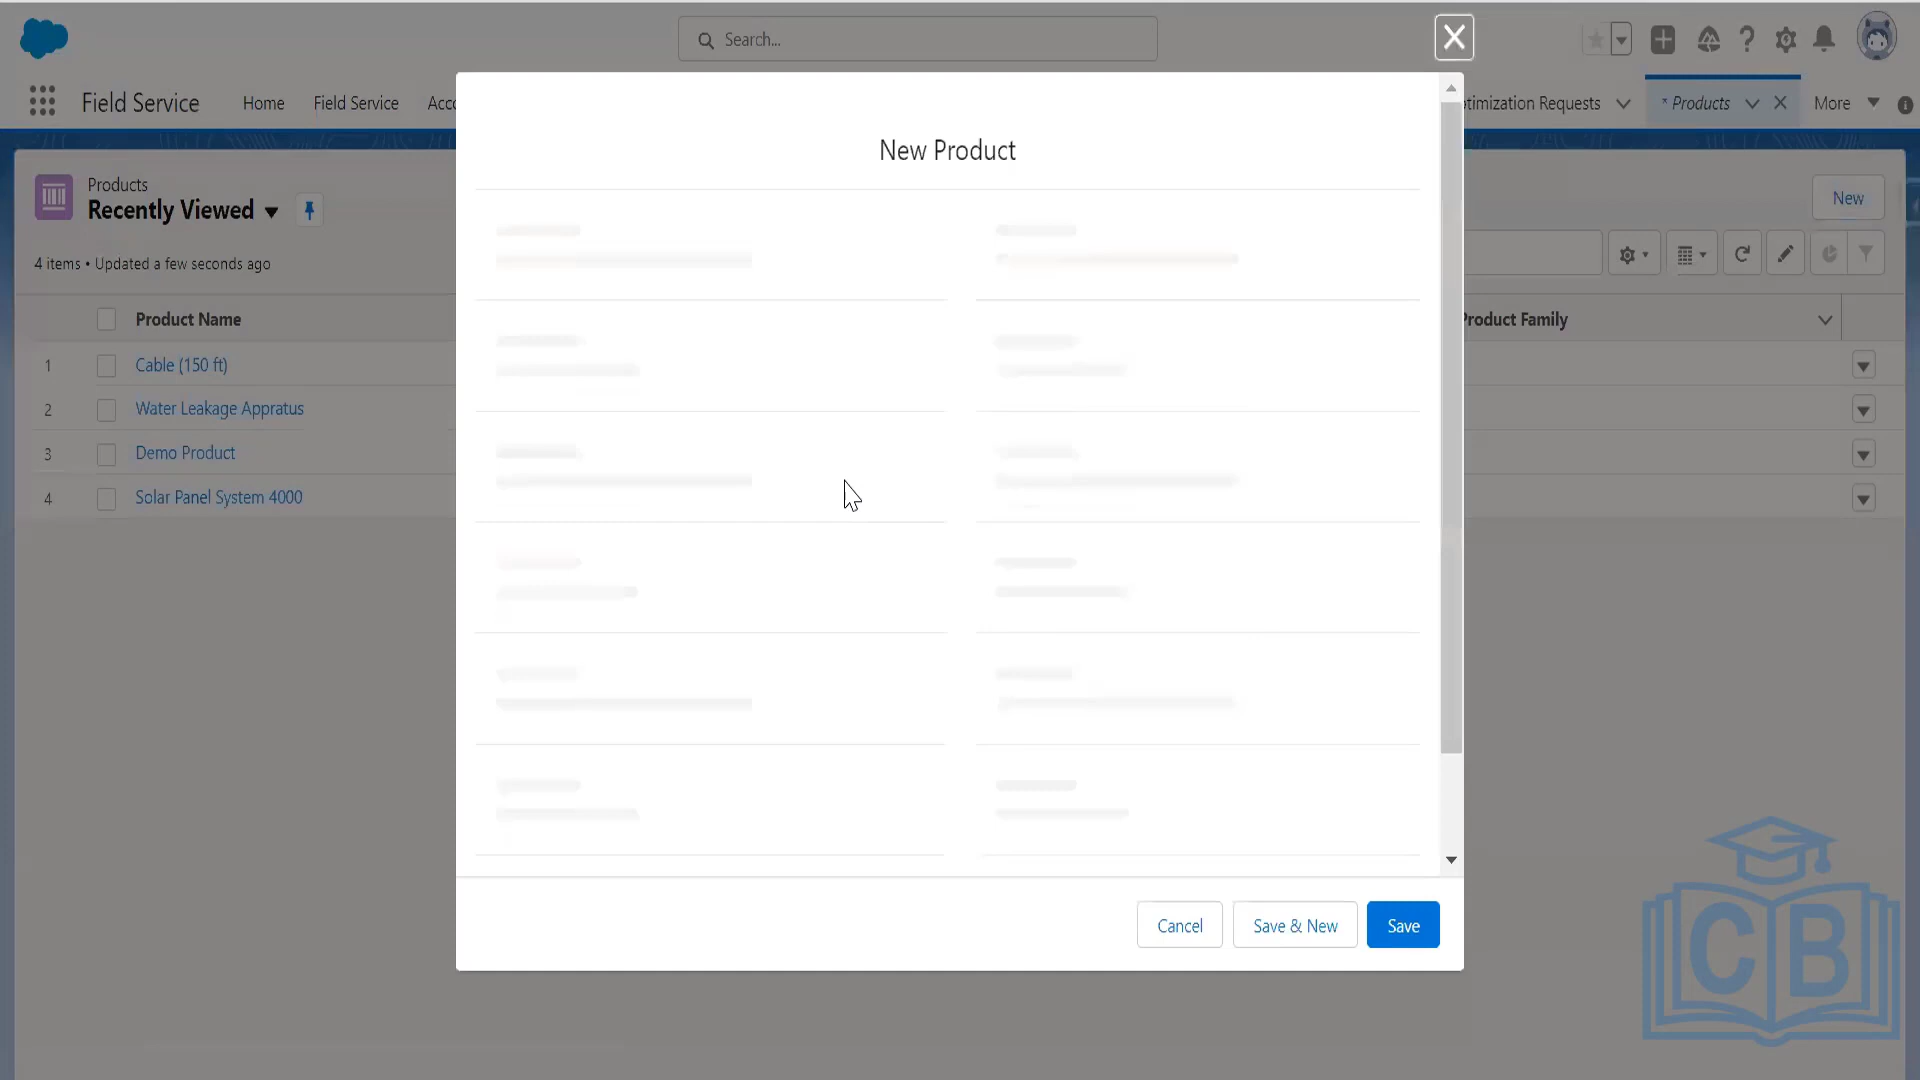 Search...
Field Service
Home
Field Service
timization Requests
* Products
More
New Product
Products
Recently Viewed
New
4 items • Updated a few seconds ago
Product Name
Product Family
1
Cable (150 ft)
2
Water Leakage Appratus
3
Demo Product
4
Solar Panel System 4000
Cancel
Save & New
Save
CB